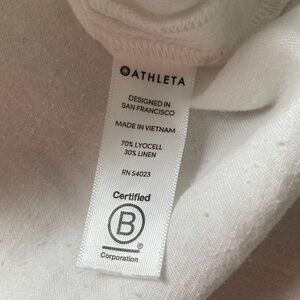 ATHLETA
DESIGNED IN
SAN FRANCISCO
MADE IN VIETNAM
70% LYOCELL
30% LINEN
RN 54023
Certified
B
®
Corporation